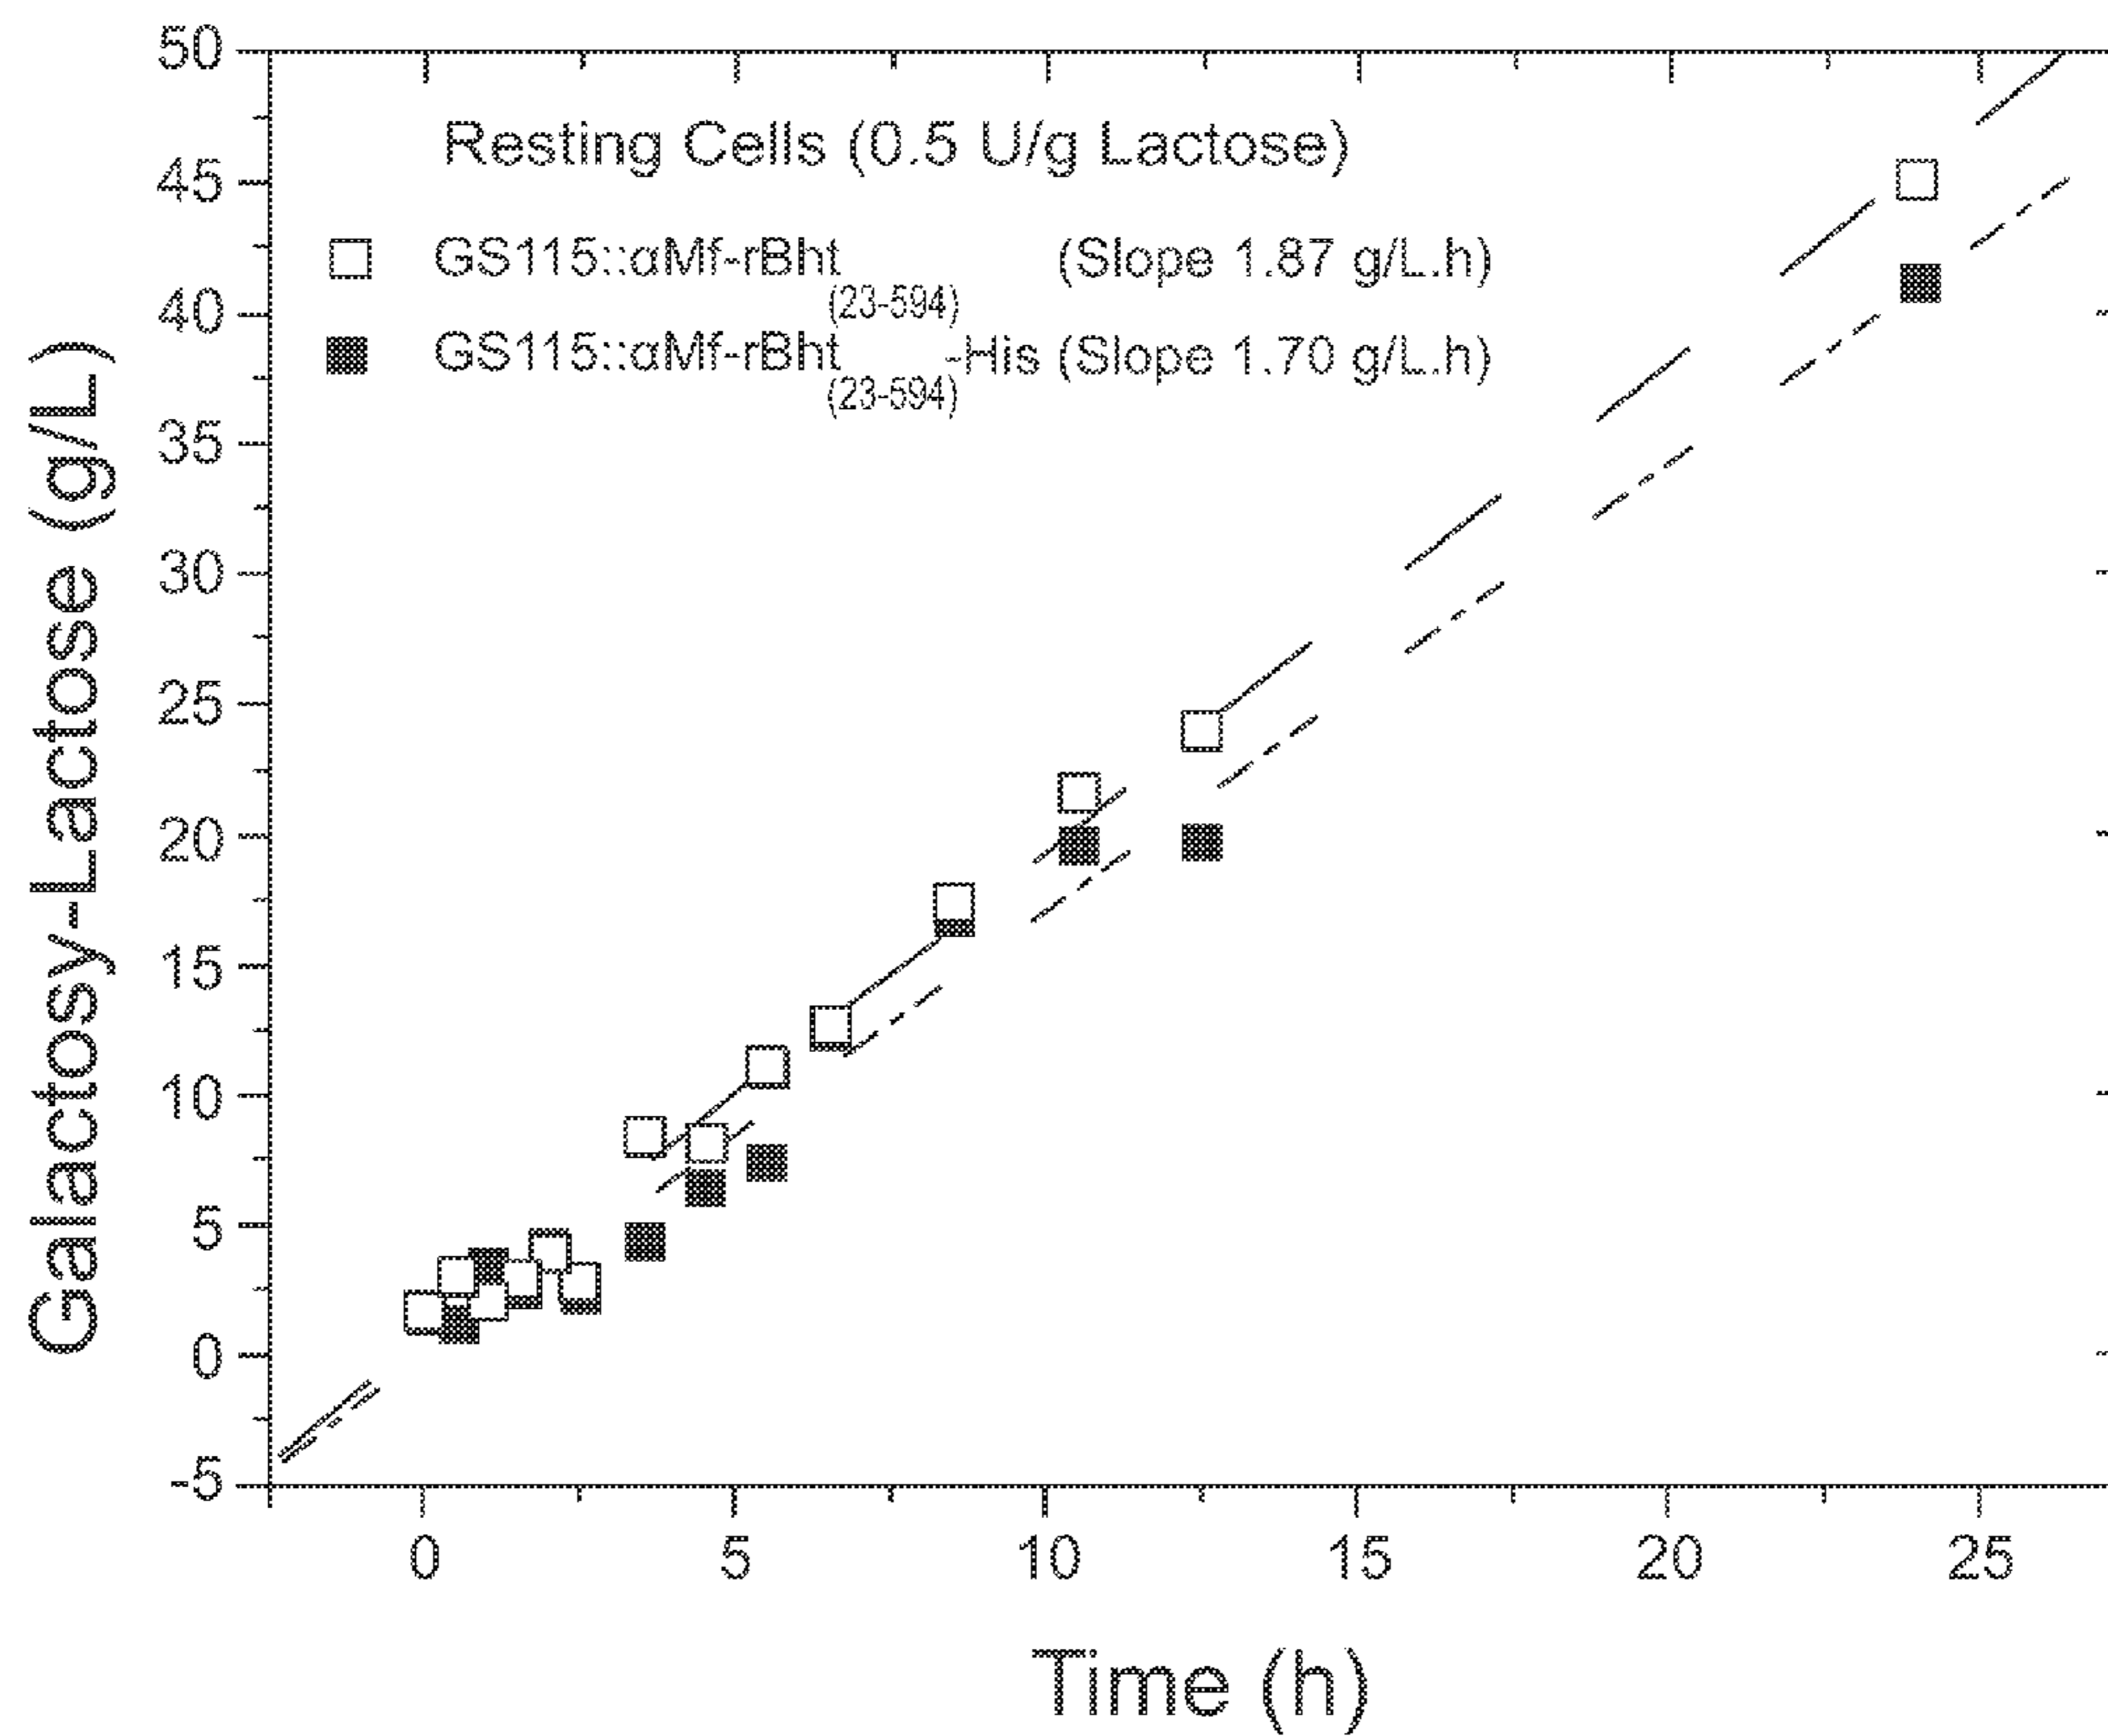 Galactosy-Lactose (g/L)
50
45
40
35
30
25
20
15
10
5
0
-5
Resting Cells (0.5 U/g Lactose)
GS115::αMf-rBht(23-594) (Slope 1.87 g/L.h)
GS115::αMf-rBht(23-594)-His (Slope 1.70 g/L.h)
0 5 10 15 20 25
Time (h)